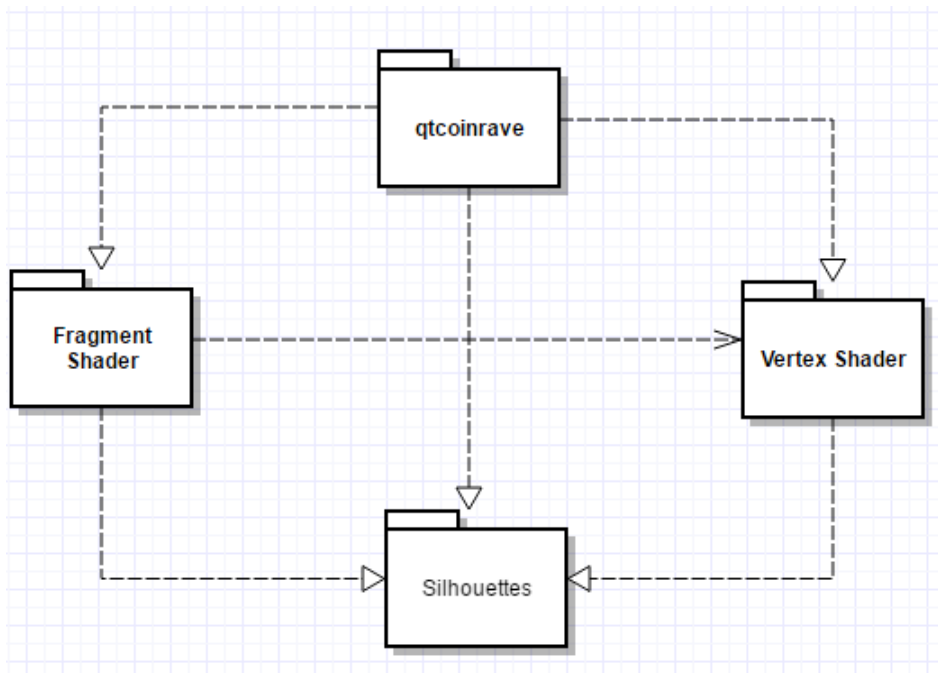 qtcoinrave
Fragment
Shader
Vertex Shader
Silhouettes